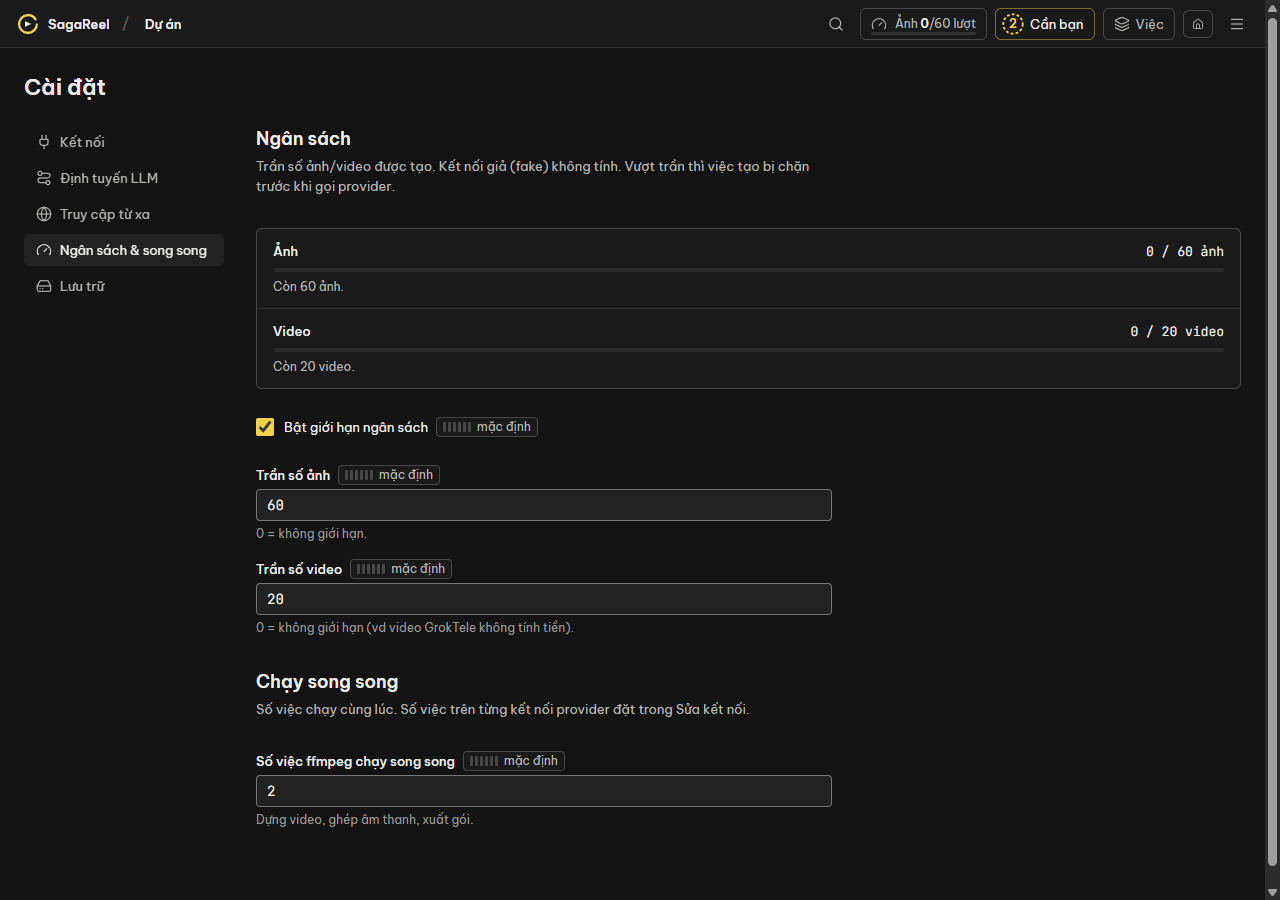 SagaReel / Dự án
Ảnh 0/60 lượt
2 Cần bạn
Việc
Cài đặt
Kết nối
Định tuyến LLM
Truy cập từ xa
Ngân sách & song song
Lưu trữ
Ngân sách
Trần số ảnh/video được tạo. Kết nối giả (fake) không tính. Vượt trần thì việc tạo bị chặn
trước khi gọi provider.
Ảnh 0 / 60 ảnh
Còn 60 ảnh.
Video 0 / 20 video
Còn 20 video.
Bật giới hạn ngân sách mặc định
Trần số ảnh mặc định
60
0 = không giới hạn.
Trần số video mặc định
20
0 = không giới hạn (vd video GrokTele không tính tiền).
Chạy song song
Số việc chạy cùng lúc. Số việc trên từng kết nối provider đặt trong Sửa kết nối.
Số việc ffmpeg chạy song song mặc định
2
Dựng video, ghép âm thanh, xuất gói.